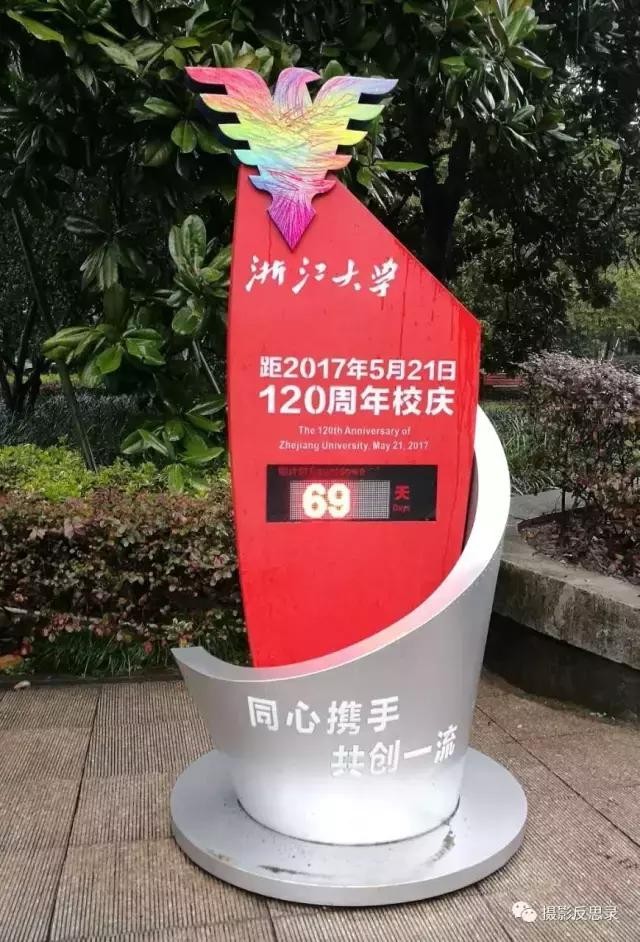 浙江大学
距2017年5月21日
120周年校庆
The 120th Anniversary of
Zhejiang University, May 21, 2017
69 天
Days
同心携手
共创一流
摄影反思录